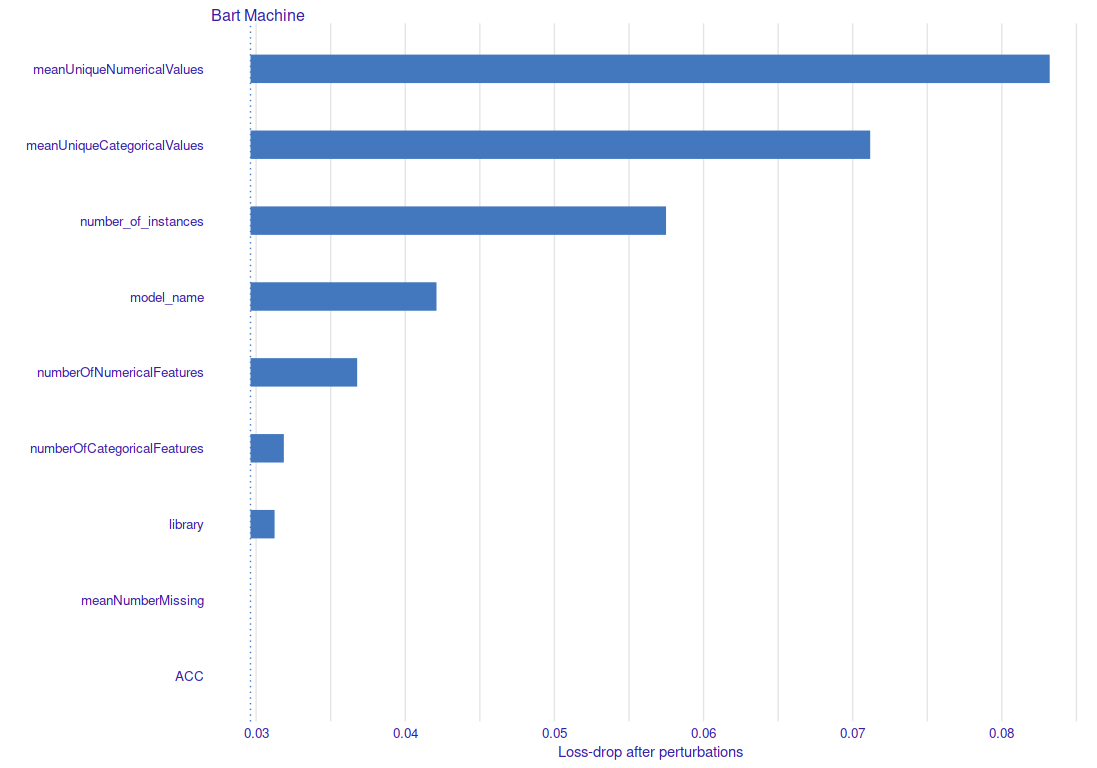 Bart Machine
meanUniqueNumericalValues
meanUniqueCategoricalValues
number_of_instances
model_name
numberOfNumericalFeatures
numberOfCategoricalFeatures
library
meanNumberMissing
ACC
0.03 0.04 0.05 0.06 0.07 0.08
Loss-drop after perturbations